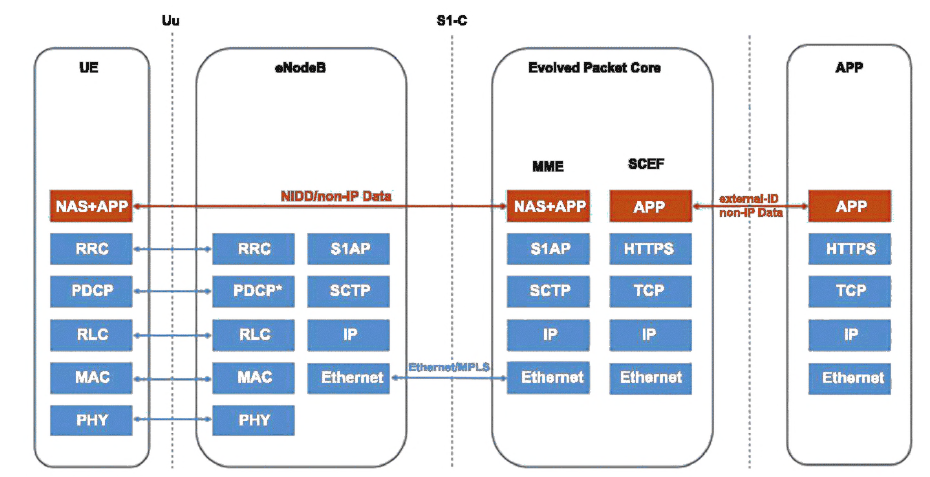 Uu
S1-C
UE
eNodeB
Evolved Packet Core
APP
MME
SCEF
NAS+APP
NIDD/non-IP Data
NAS+APP
APP
external-ID
non-IP Data
APP
RRC
RRC
S1AP
S1AP
HTTPS
HTTPS
PDCP
PDCP*
SCTP
SCTP
TCP
TCP
RLC
RLC
IP
IP
IP
IP
MAC
MAC
Ethernet
Ethernet/MPLS
Ethernet
Ethernet
Ethernet
PHY
PHY